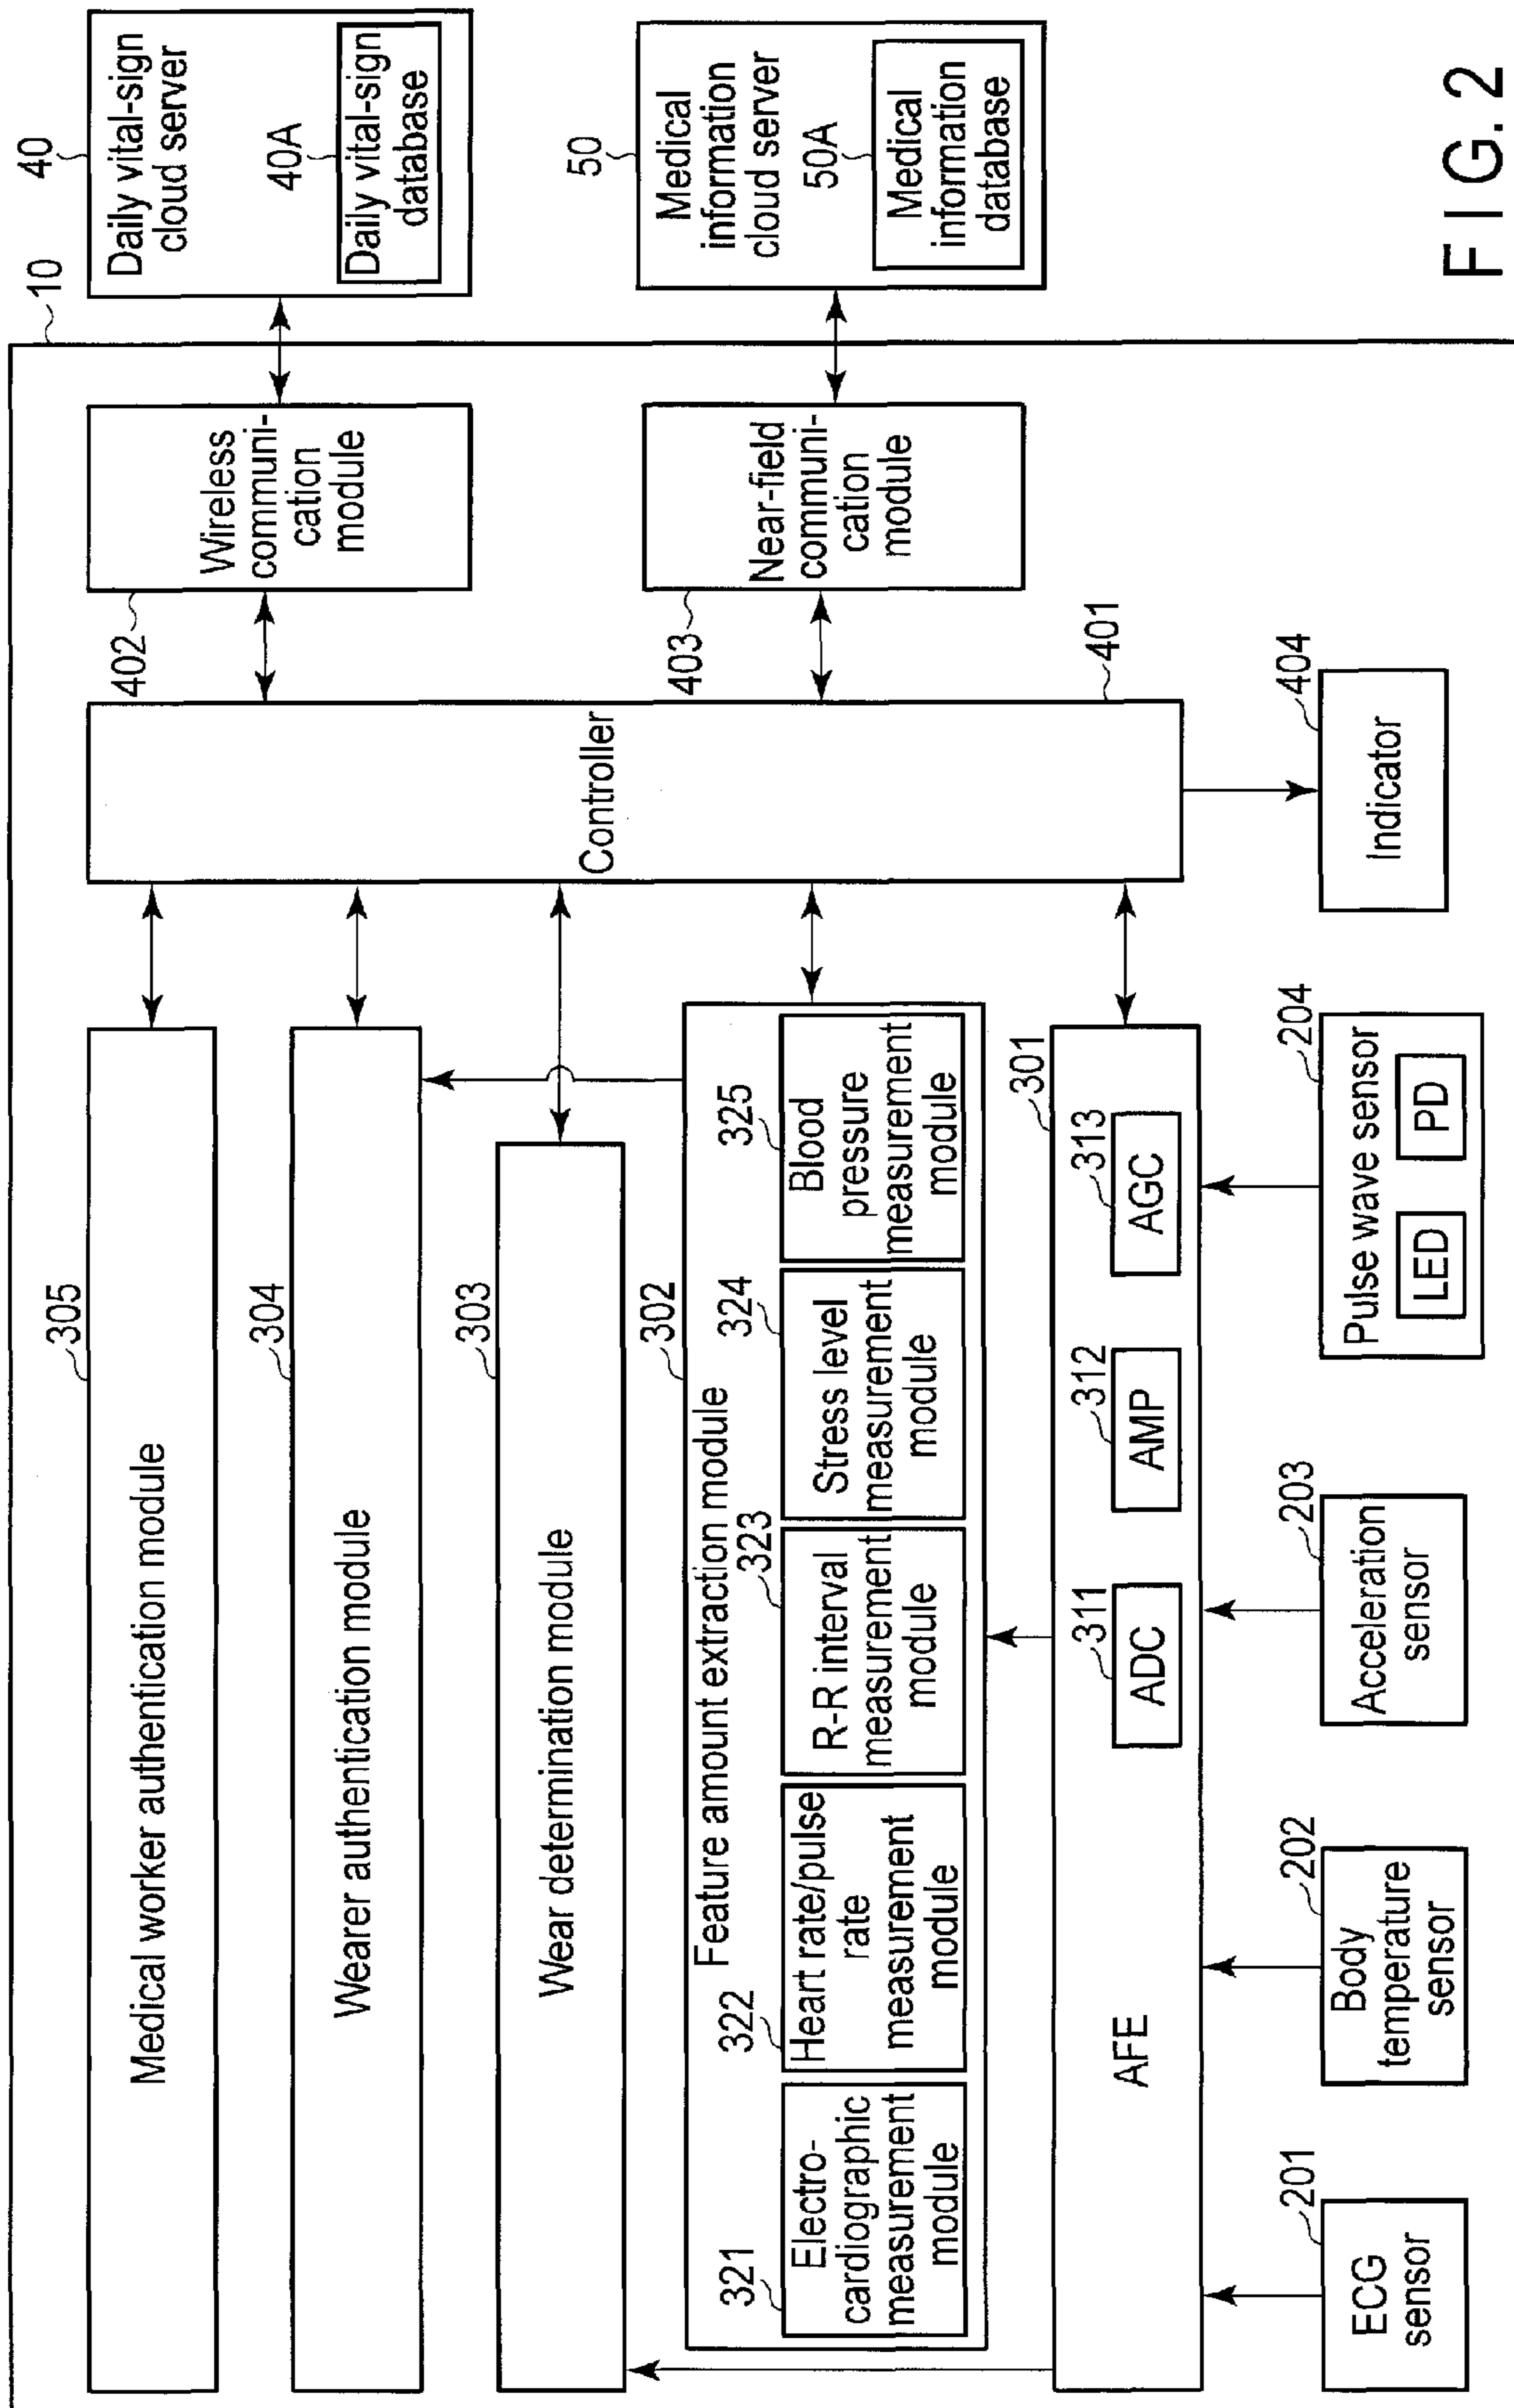 10
40
Daily vital-sign
cloud server
40A
Daily vital-sign
database
50
Medical
information
cloud server
50A
Medical
information
database
402
Wireless
communi-
cation
module
403
Near-field
communi-
cation
module
Controller
401
Indicator
404
305
Medical worker authentication module
304
Wearer authentication module
303
Wear determination module
302
Feature amount extraction module
321
Electro-
cardiographic
measurement
module
322
Heart rate/pulse
rate
measurement
module
323
R-R interval
measurement
module
324
Stress level
measurement
module
325
Blood
pressure
measurement
module
301
AFE
311
ADC
312
AMP
313
AGC
201
ECG
sensor
202
Body
temperature
sensor
203
Acceleration
sensor
204
Pulse wave sensor
LED
PD
FIG. 2